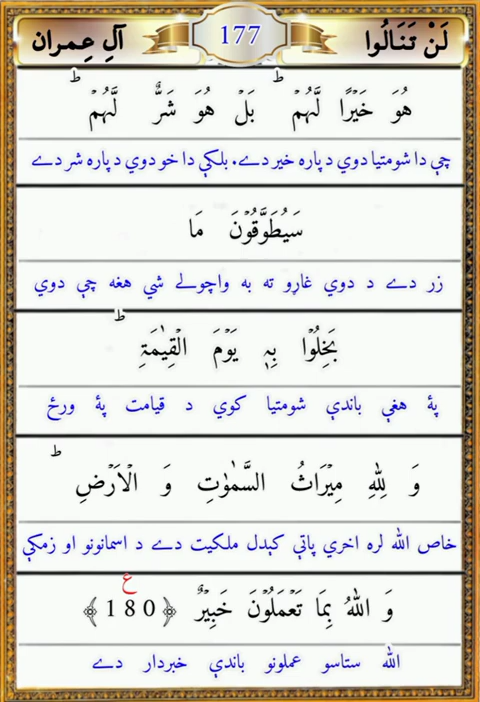 لَنْ تَنَالُوا 177 آلِ عِمران
هُوَ خَيْرًا لَّهُمْ ؕ بَلْ هُوَ شَرٌّ لَّهُمْ ؕ
چې دا شومتيا دوي د پاره خير دے. بلکې دا خو دوي د پاره شر دے
سَيُطَوَّقُوْنَ مَا
زر دے د دوي غاړو ته به واچولے شي هغه چې دوي
بَخِلُوْا بِهٖ يَوْمَ الْقِيٰمَةِ ؕ
پۀ هغې باندې شومتيا کوي د قيامت پۀ ورځ
وَ لِلّٰهِ مِيْرَاثُ السَّمٰوٰتِ وَ الْاَرْضِ ؕ
خاص الله لره اخري پاتې کېدل ملکيت دے د اسمانونو او زمکې
وَ اللّٰهُ بِمَا تَعْمَلُوْنَ خَبِيْرٌ ﴿180﴾ ع
الله ستاسو عملونو باندې خبردار دے